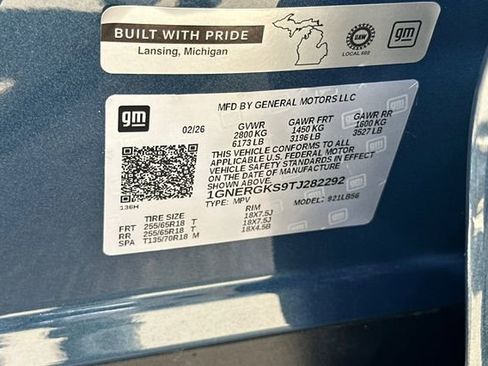 BUILT WITH PRIDE
Lansing, Michigan
UAW
LOCAL 602
gm
gm
MFD BY GENERAL MOTORS LLC
02/26
GVWR GAWR FRT GAWR RR
2800 KG 1450 KG 1600 KG
6173 LB 3196 LB 3527 LB
THIS VEHICLE CONFORMS TO ALL
APPLICABLE U.S. FEDERAL MOTOR
VEHICLE SAFETY STANDARDS IN EFFECT
ON THE DATE OF MANUFACTURE
1GNERGKS9TJ282292
136H
TYPE: MPV MODEL: 921LB56
TIRE SIZE RIM
FRT 255/65R18 T 18X7.5J
RR 255/65R18 T 18X7.5J
SPA T135/70R18 M 18X4.5B